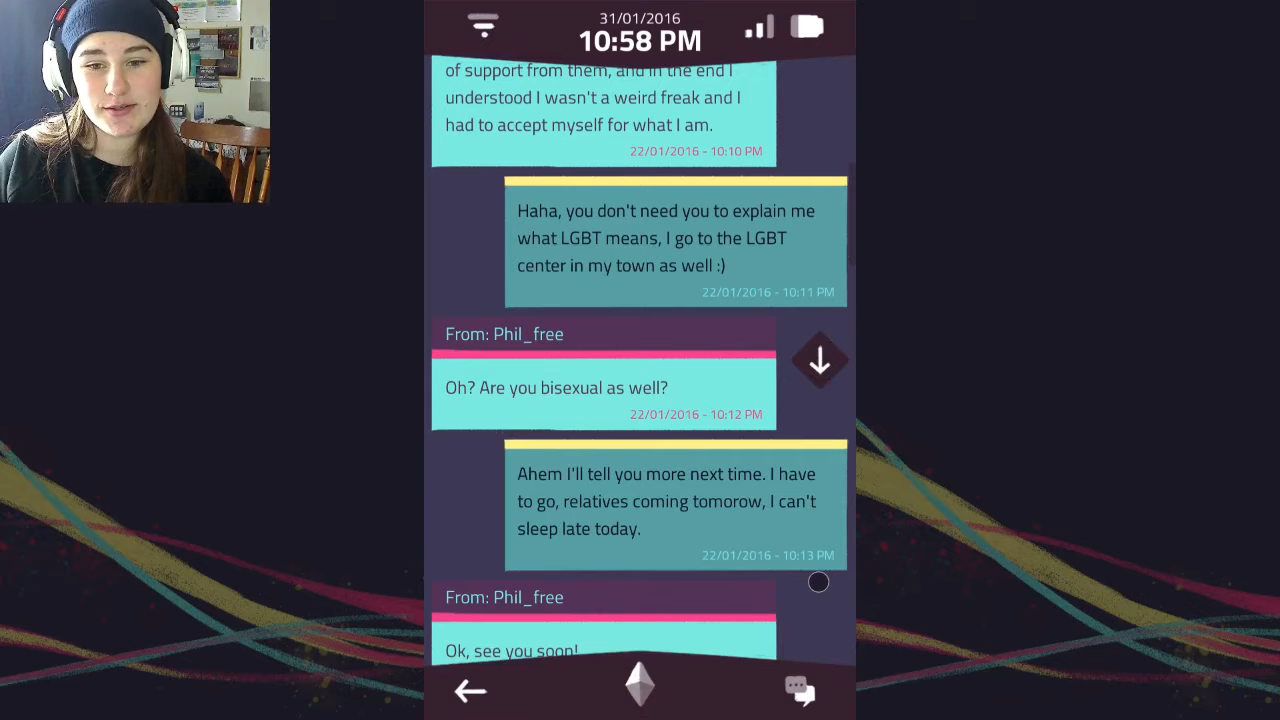 31/01/2016
10:58 PM
of support from them, and in the end I
understood I wasn't a weird freak and I
had to accept myself for what I am.
22/01/2016 - 10:10 PM
Haha, you don't need you to explain me
what LGBT means, I go to the LGBT
center in my town as well :)
22/01/2016 - 10:11 PM
From: Phil_free
Oh? Are you bisexual as well?
22/01/2016 - 10:12 PM
Ahem I'll tell you more next time. I have
to go, relatives coming tomorow, I can't
sleep late today.
22/01/2016 - 10:13 PM
From: Phil_free
Ok, see you soon!